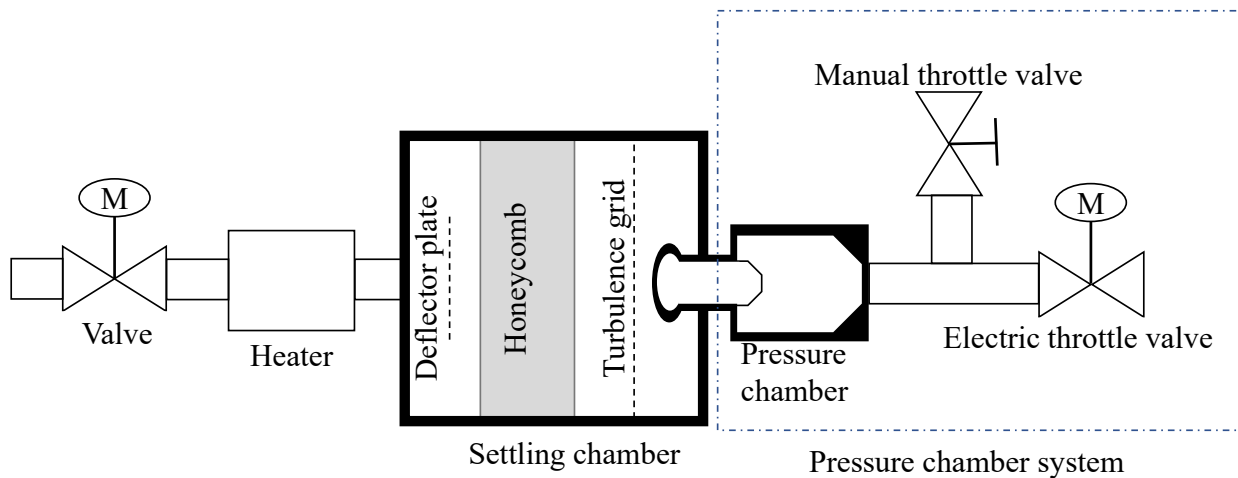 Manual throttle valve
M
M
Deflector plate
Honeycomb
Turbulence grid
Valve
Heater
Electric throttle valve
Pressure
chamber
Settling chamber
Pressure chamber system